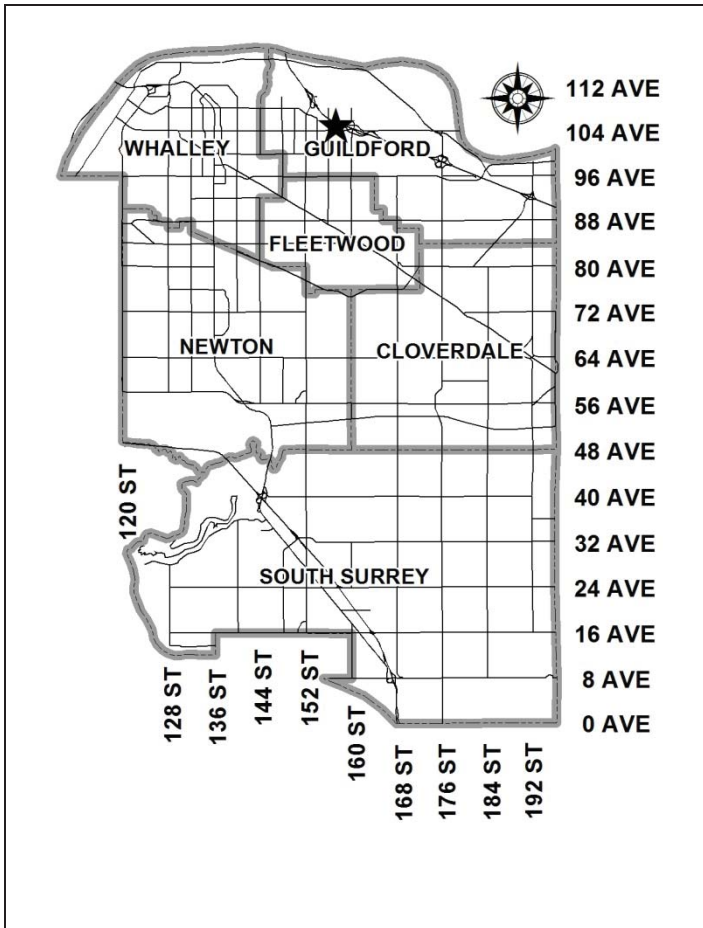 112 AVE
104 AVE
WHALLEY
GUILDFORD
96 AVE
88 AVE
FLEETWOOD
80 AVE
72 AVE
NEWTON
CLOVERDALE
64 AVE
56 AVE
48 AVE
120 ST
40 AVE
32 AVE
SOUTH SURREY
24 AVE
16 AVE
8 AVE
0 AVE
128 ST
136 ST
144 ST
152 ST
160 ST
168 ST
176 ST
184 ST
192 ST